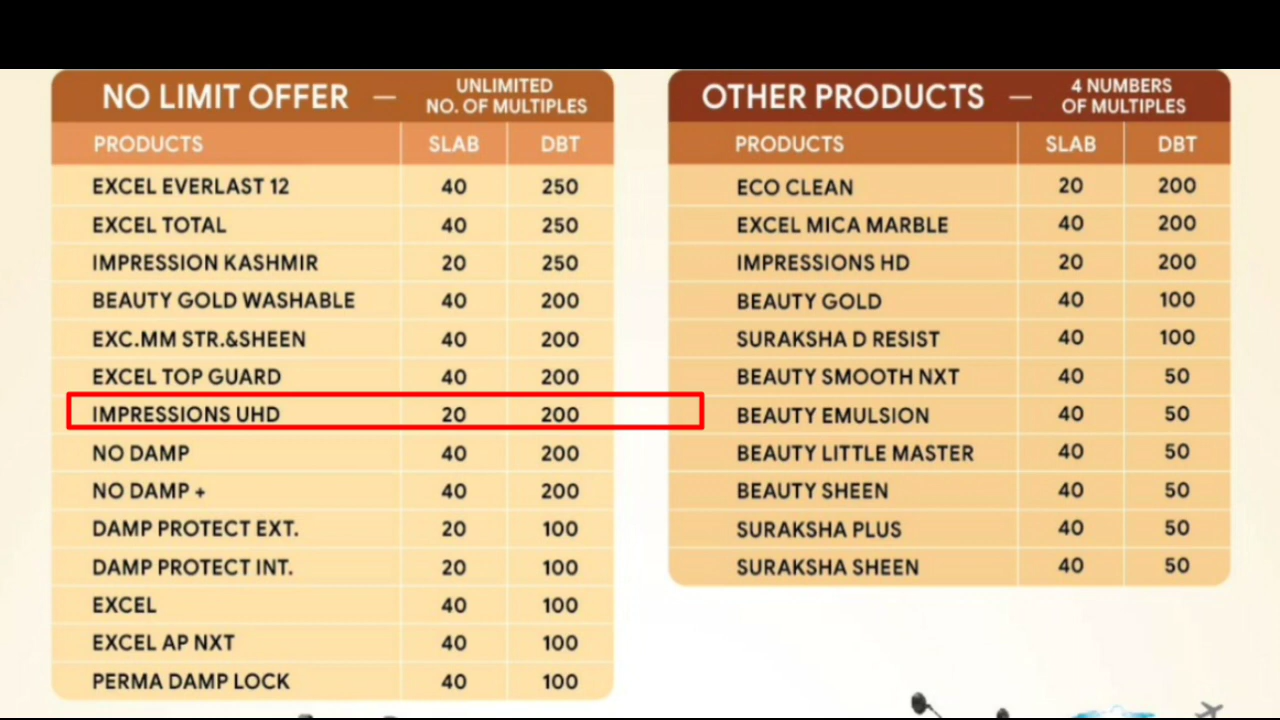 NO LIMIT OFFER — UNLIMITED NO. OF MULTIPLES
PRODUCTS SLAB DBT
EXCEL EVERLAST 12 40 250
EXCEL TOTAL 40 250
IMPRESSION KASHMIR 20 250
BEAUTY GOLD WASHABLE 40 200
EXC.MM STR.&SHEEN 40 200
EXCEL TOP GUARD 40 200
IMPRESSIONS UHD 20 200
NO DAMP 40 200
NO DAMP + 40 200
DAMP PROTECT EXT. 20 100
DAMP PROTECT INT. 20 100
EXCEL 40 100
EXCEL AP NXT 40 100
PERMA DAMP LOCK 40 100
OTHER PRODUCTS — 4 NUMBERS OF MULTIPLES
PRODUCTS SLAB DBT
ECO CLEAN 20 200
EXCEL MICA MARBLE 40 200
IMPRESSIONS HD 20 200
BEAUTY GOLD 40 100
SURAKSHA D RESIST 40 100
BEAUTY SMOOTH NXT 40 50
BEAUTY EMULSION 40 50
BEAUTY LITTLE MASTER 40 50
BEAUTY SHEEN 40 50
SURAKSHA PLUS 40 50
SURAKSHA SHEEN 40 50